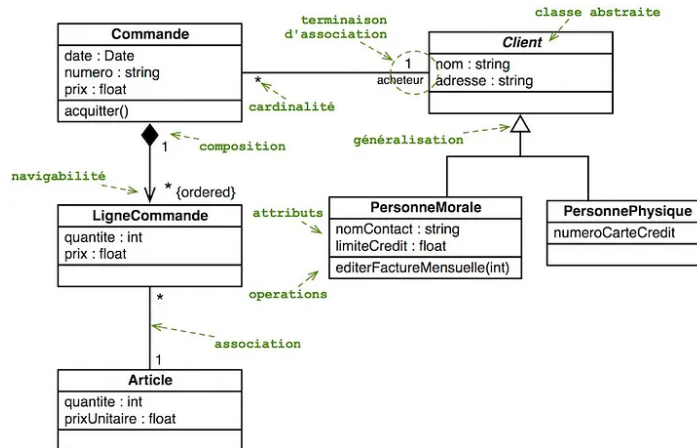 Commande
date : Date
numero : string
prix : float
acquitter()
terminaison
d'association
classe abstraite
1
acheteur
*
cardinalité
Client
nom : string
adresse : string
composition
1
généralisation
navigabilité
* {ordered}
LigneCommande
quantite : int
prix : float
attributs
PersonneMorale
nomContact : string
limiteCredit : float
editerFactureMensuelle(int)
operations
PersonnePhysique
numeroCarteCredit
*
association
1
Article
quantite : int
prixUnitaire : float